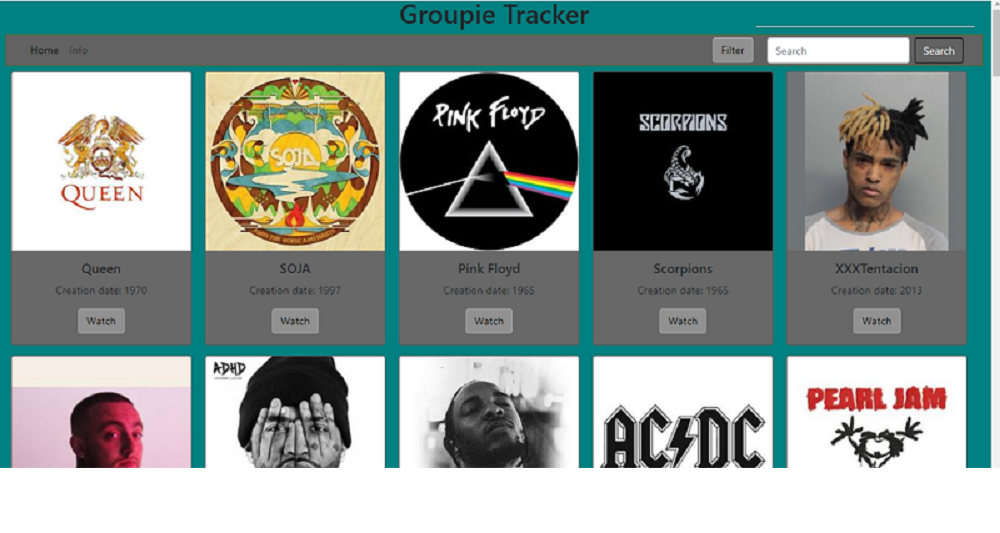 Groupie Tracker
Home Info Filter Search Search
QUEEN
SOJA
PINK FLOYD
SCORPIONS
Queen
SOJA
Pink Floyd
Scorpions
XXXTentacion
Creation date: 1970
Creation date: 1997
Creation date: 1965
Creation date: 1965
Creation date: 2013
Watch
Watch
Watch
Watch
Watch
ADHD
AC DC
PEARL JAM